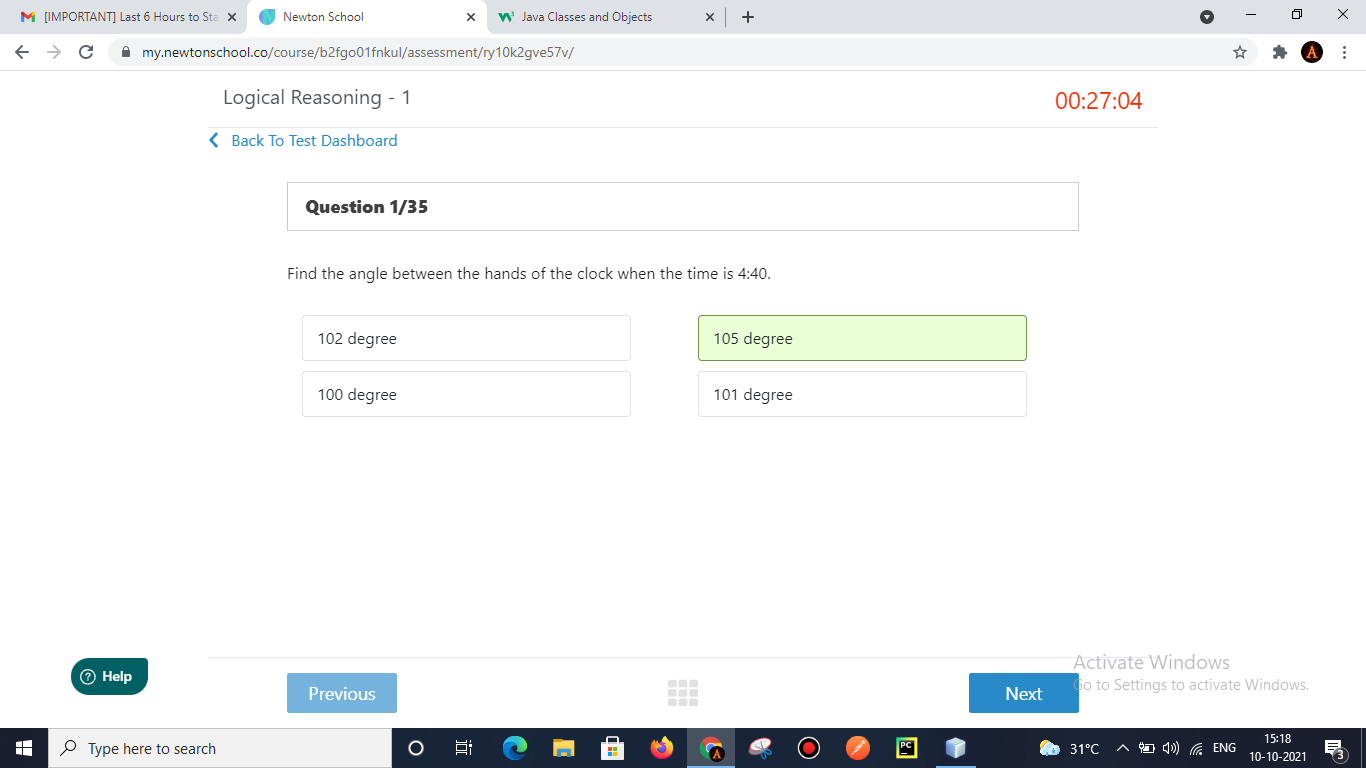 [IMPORTANT] Last 6 Hours to Sta
Newton School
Java Classes and Objects
my.newtonschool.co/course/b2fgo01fnkul/assessment/ry10k2gve57v/
A
Logical Reasoning - 1
00:27:04
Back To Test Dashboard
Question 1/35
Find the angle between the hands of the clock when the time is 4:40.
102 degree
105 degree
100 degree
101 degree
Activate Windows
Go to Settings to activate Windows.
? Help
Previous
Next
Type here to search
A
PC
31°C
ENG
15:18
10-10-2021
3